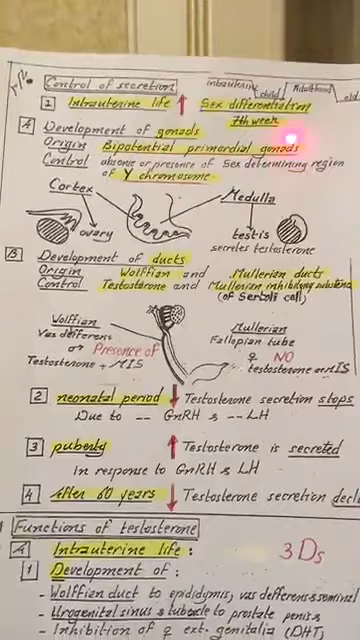 Control of secretion
intrauterine child Adulthood old
1 Intrauterine life ↑ Sex differentiation
7th week
A Development of gonads
Origin Bipotential primordial gonads
Control absence or presence of Sex determining region
of Y chromosome
Cortex Medulla
ovary testis
secretes testosterone
B Development of ducts
Origin Wolffian and Mullerian ducts
Control Testosterone and Mullerian inhibiting substance
(of Sertoli cell)
Wolffian Mullerian
Vas deferens Fallopian tube
♂ Presence of ♀ NO
Testosterone + MIS testosterone or MIS
2 neonatal period ↓ Testosterone secretion stops
Due to -- GnRH & -- LH
3 puberty ↑ Testosterone is secreted
In response to GnRH & LH
4 After 60 years ↓ Testosterone secretion decl
Functions of testosterone
A Intrauterine life: 3Ds
1 Development of:
- Wolffian duct to epididymis, vas deferens & seminal
- Urogenital sinus & tubercle to prostate penis &
- Inhibition of ♀ ext. genitalia (DHT)